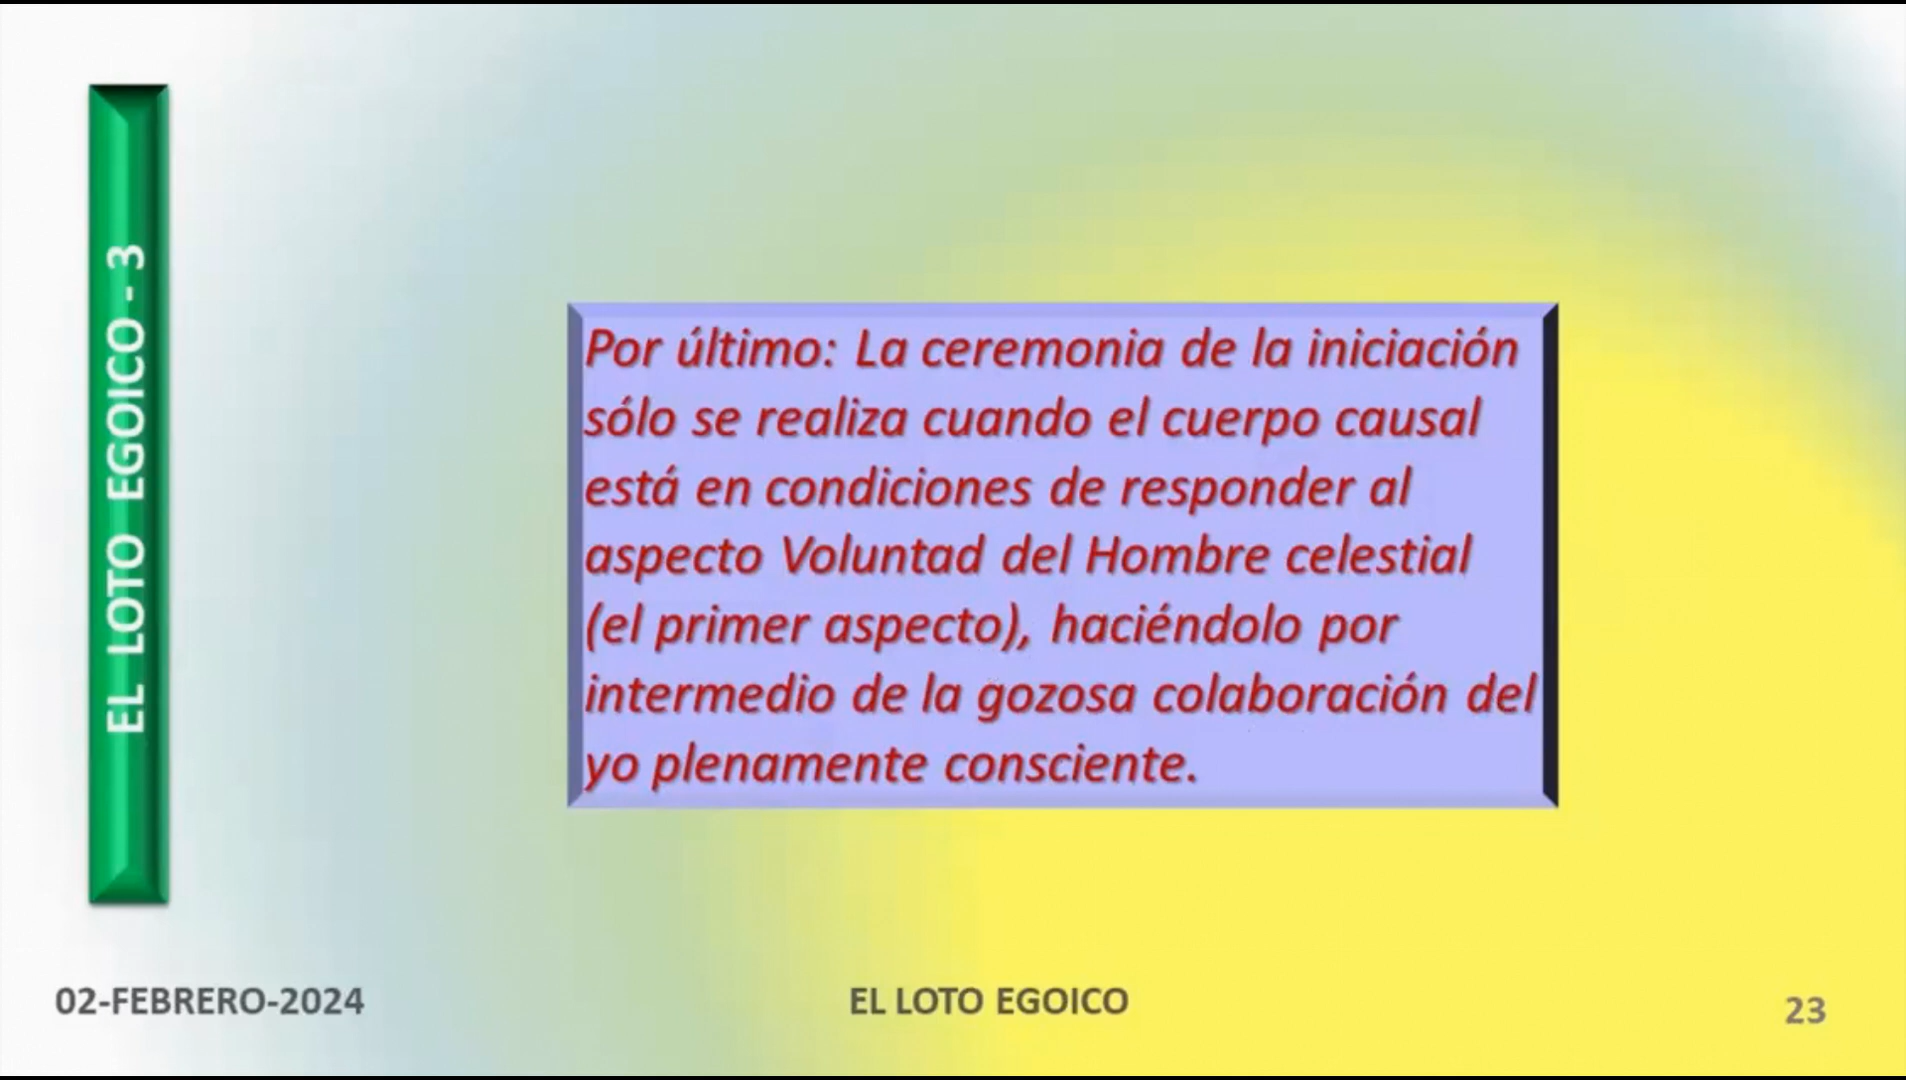 EL LOTO EGOICO - 3
Por último: La ceremonia de la iniciación
sólo se realiza cuando el cuerpo causal
está en condiciones de responder al
aspecto Voluntad del Hombre celestial
(el primer aspecto), haciéndolo por
intermedio de la gozosa colaboración del
yo plenamente consciente.
02-FEBRERO-2024
EL LOTO EGOICO
23